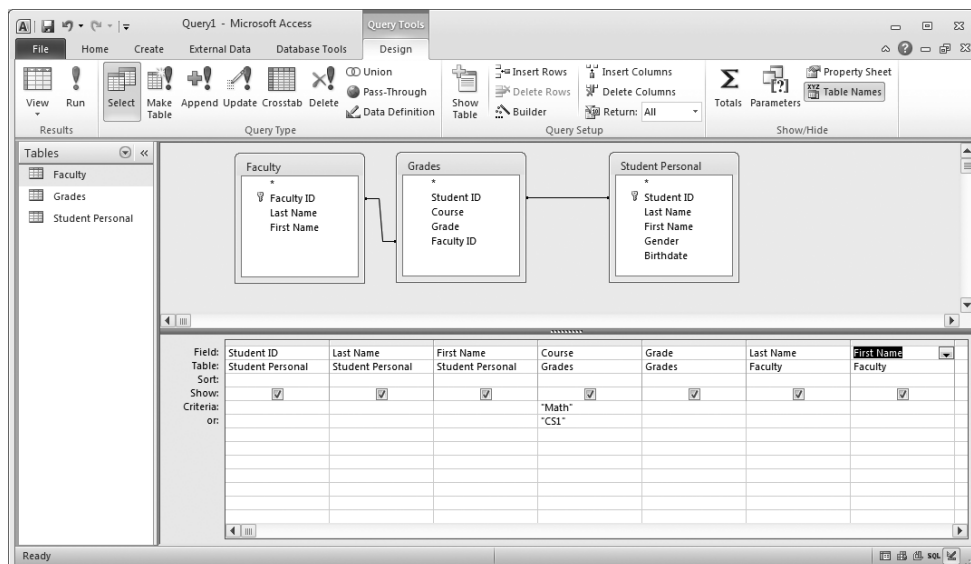 Query1 - Microsoft Access
Query Tools
File Home Create External Data Database Tools Design
View
Run
Results
Select
Make Table
Append
Update
Crosstab
Delete
Union
Pass-Through
Data Definition
Query Type
Show Table
Insert Rows
Delete Rows
Builder
Insert Columns
Delete Columns
Return: All
Query Setup
Totals
Parameters
Property Sheet
XYZ Table Names
Show/Hide
Tables
Faculty
Grades
Student Personal
Faculty
*
Faculty ID
Last Name
First Name
Grades
*
Student ID
Course
Grade
Faculty ID
Student Personal
*
Student ID
Last Name
First Name
Gender
Birthdate
Field: Student ID Last Name First Name Course Grade Last Name First Name
Table: Student Personal Student Personal Student Personal Grades Grades Faculty Faculty
Sort:
Show:
Criteria: "Math"
or: "CS1"
Ready
SQL